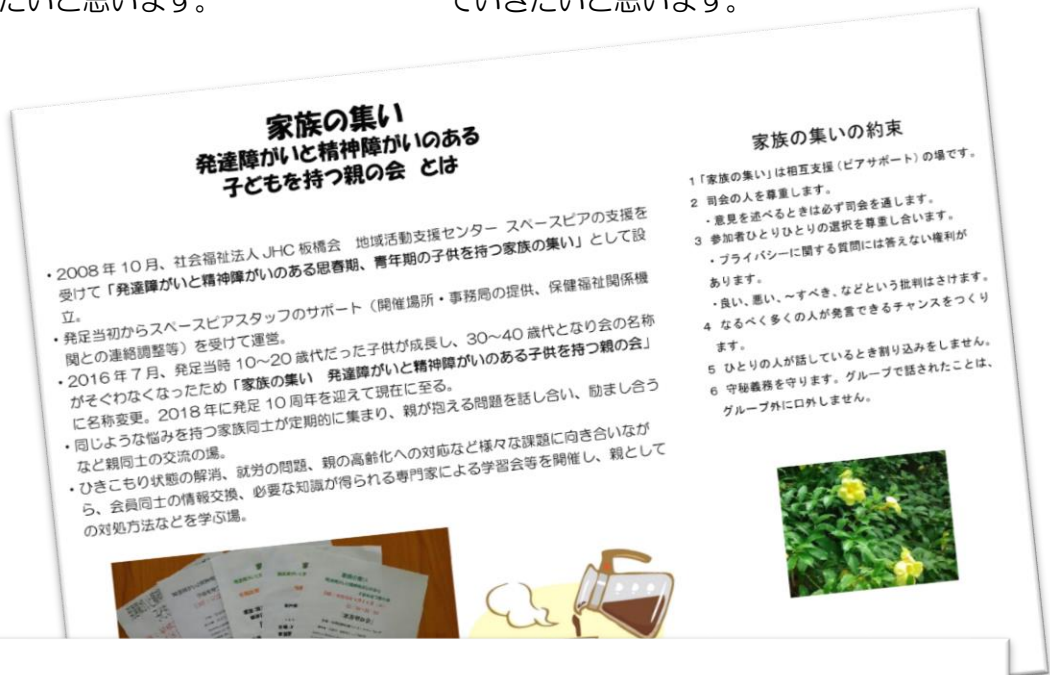 たいと思います。
ていきたいと思います。
家族の集い
発達障がいと精神障がいのある
子どもを持つ親の会 とは
・2008年10月、社会福祉法人JHC板橋会 地域活動支援センター スペースピアの支援を
受けて「発達障がいと精神障がいのある思春期、青年期の子供を持つ家族の集い」として設
立。
・発足当初からスペースピアスタッフのサポート（開催場所・事務局の提供、保健福祉関係機
関との連絡調整等）を受けて運営。
・2016年7月、発足当時10～20歳代だった子供が成長し、30～40歳代となり会の名称
がそぐわなくなったため「家族の集い 発達障がいと精神障がいのある子供を持つ親の会」
に名称変更。2018年に発足10周年を迎えて現在に至る。
・同じような悩みを持つ家族同士が定期的に集まり、親が抱える問題を話し合い、励まし合う
など親同士の交流の場。
・ひきこもり状態の解消、就労の問題、親の高齢化への対応など様々な課題に向き合いなが
ら、会員同士の情報交換、必要な知識が得られる専門家による学習会等を開催し、親として
の対処方法などを学ぶ場。
家族の集いの約束
1「家族の集い」は相互支援（ピアサポート）の場です。
2 司会の人を尊重します。
・意見を述べるときは必ず司会を通します。
3 参加者ひとりひとりの選択を尊重し合います。
・プライバシーに関する質問には答えない権利が
あります。
・良い、悪い、～すべき、などという批判はさけます。
4 なるべく多くの人が発言できるチャンスをつくり
ます。
5 ひとりの人が話しているとき割り込みをしません。
6 守秘義務を守ります。グループで話されたことは、
グループ外に口外しません。